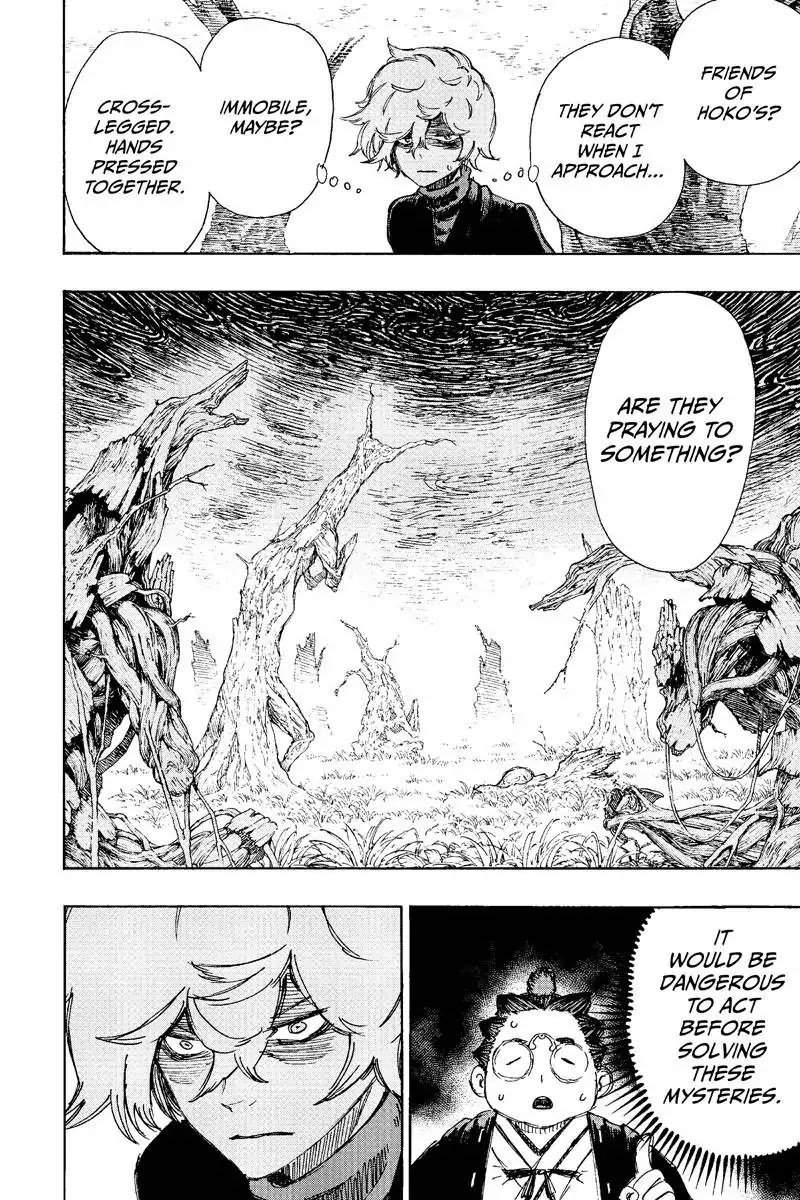 FRIENDS
OF
HOKO'S?
THEY DON'T
REACT
WHEN I
APPROACH...
IMMOBILE,
MAYBE?
CROSS-
LEGGED.
HANDS
PRESSED
TOGETHER.
ARE THEY
PRAYING TO
SOMETHING?
IT
WOULD BE
DANGEROUS
TO ACT
BEFORE
SOLVING
THESE
MYSTERIES.